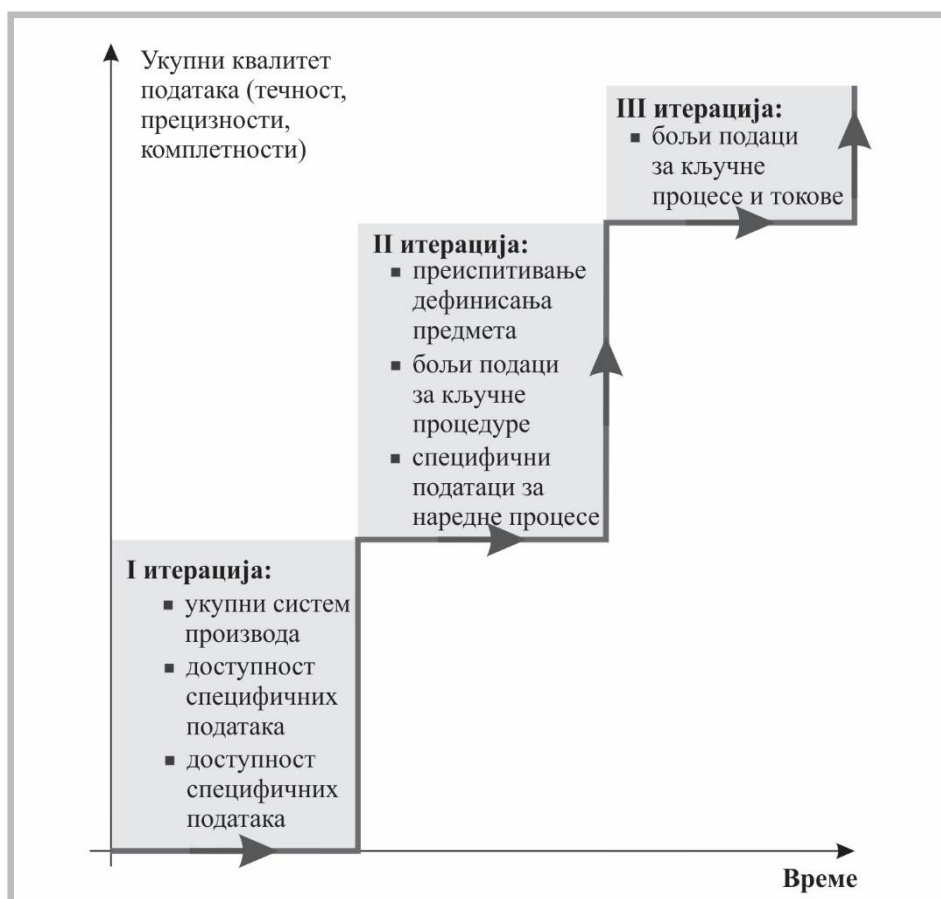 Укупни квалитет
података (течност,
прецизности,
комплетности)
III итерација:
▪ бољи подаци
за кључне
процесе и токове
II итерација:
▪ преиспитивање
дефинисања
предмета
▪ бољи подаци
за кључне
процедуре
▪ специфични
податаци за
наредне процесе
I итерација:
▪ укупни систем
производа
▪ доступност
специфичних
података
▪ доступност
специфичних
података
Време